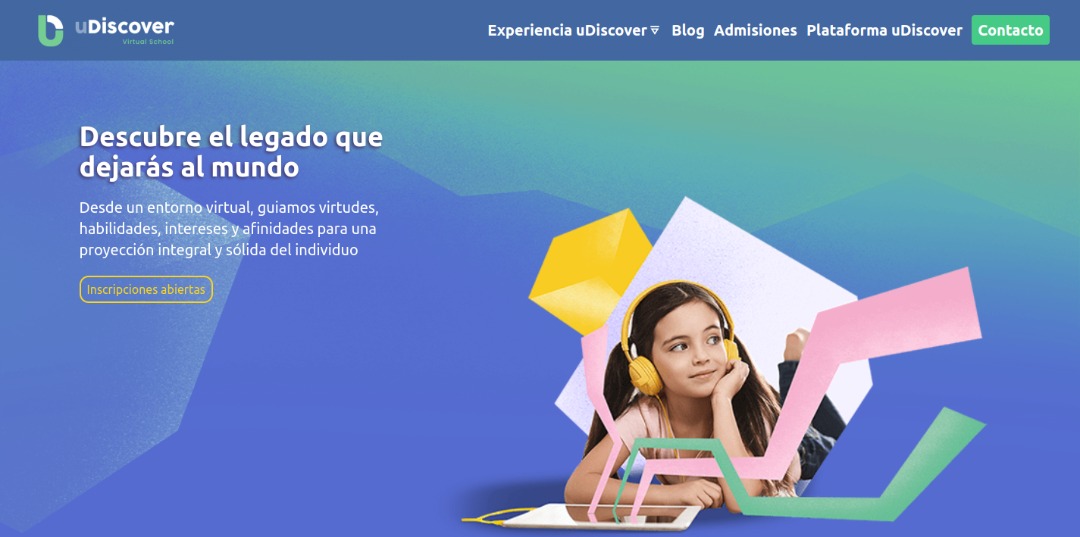 uDiscover
Virtual School
Experiencia uDiscover
Blog
Admisiones
Plataforma uDiscover
Contacto
Descubre el legado que
dejarás al mundo
Desde un entorno virtual, guiamos virtudes,
habilidades, intereses y afinidades para una
proyección integral y sólida del individuo
Inscripciones abiertas